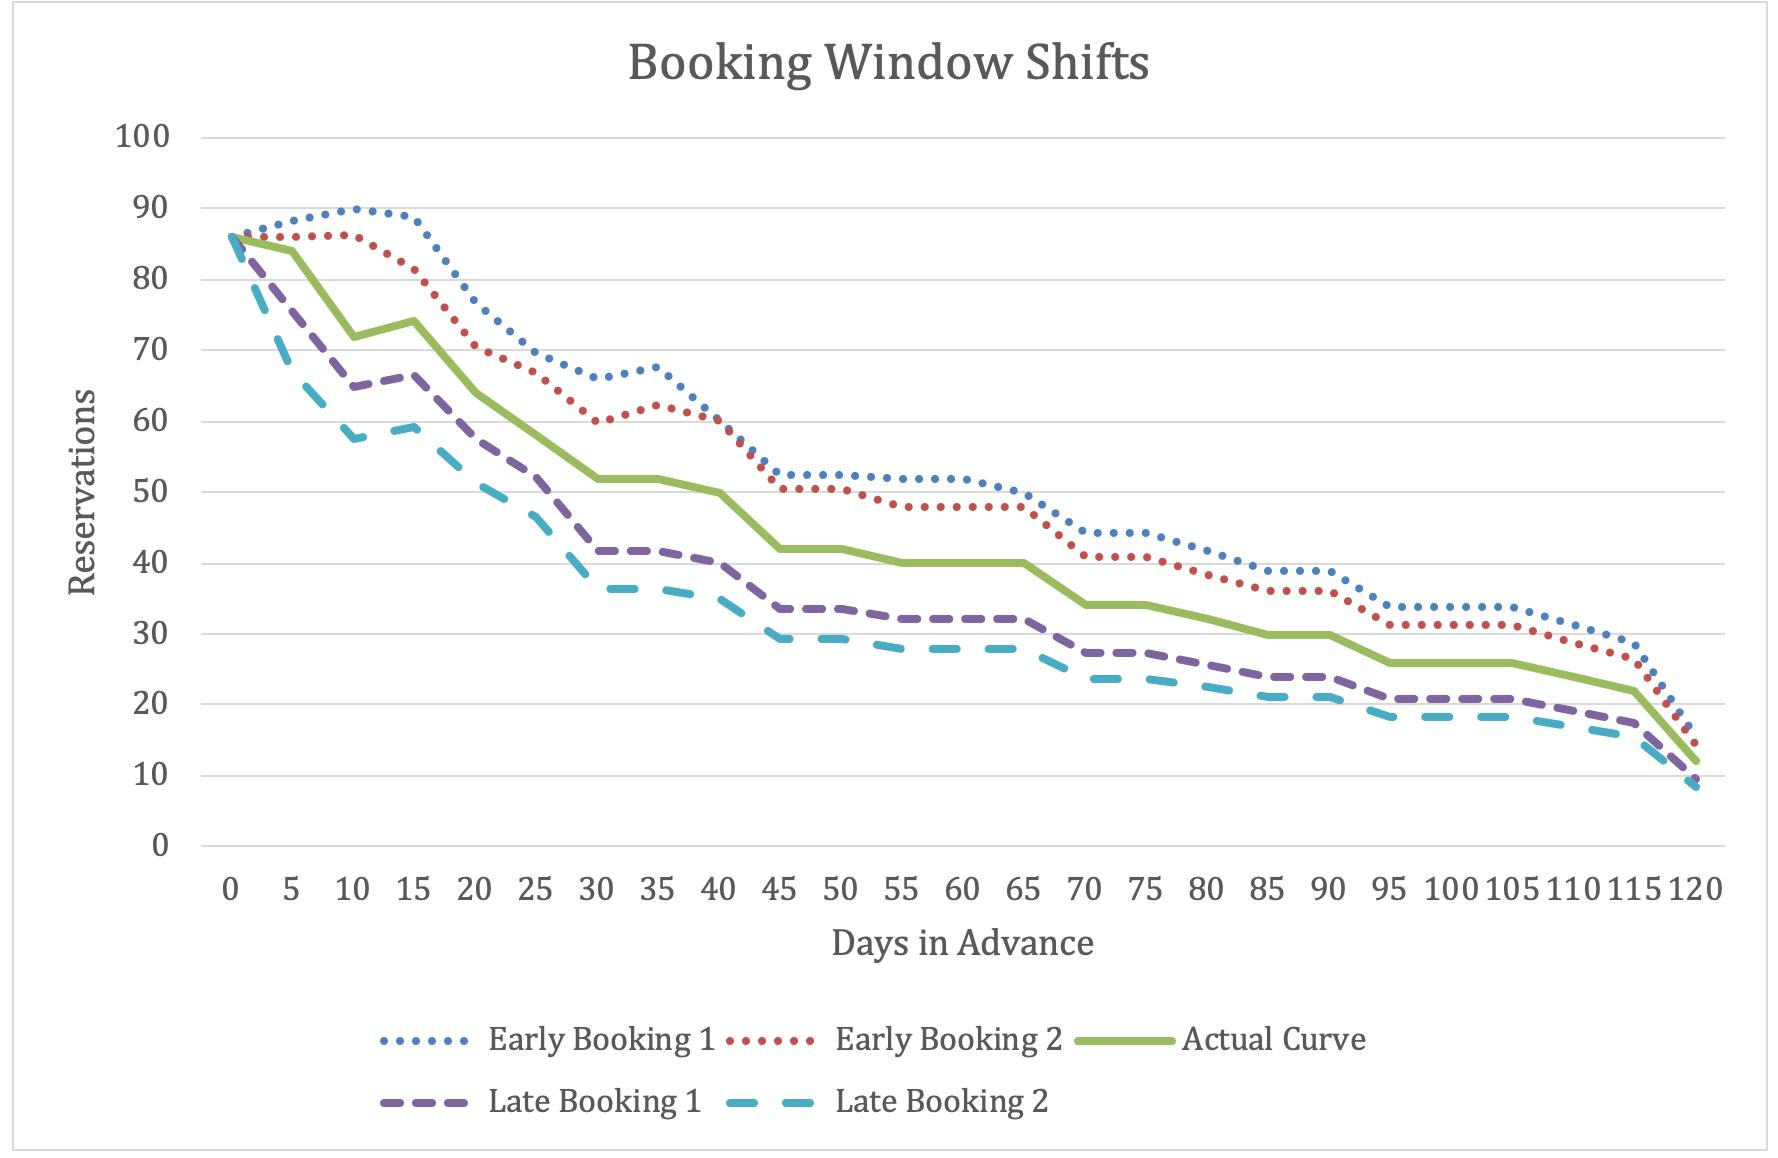 Booking Window Shifts
100
90
80
70
60
50
40
30
20
10
0
Reservations
0 5 10 15 20 25 30 35 40 45 50 55 60 65 70 75 80 85 90 95 100 105 110 115 120
Days in Advance
Early Booking 1 Early Booking 2 Actual Curve
Late Booking 1 Late Booking 2